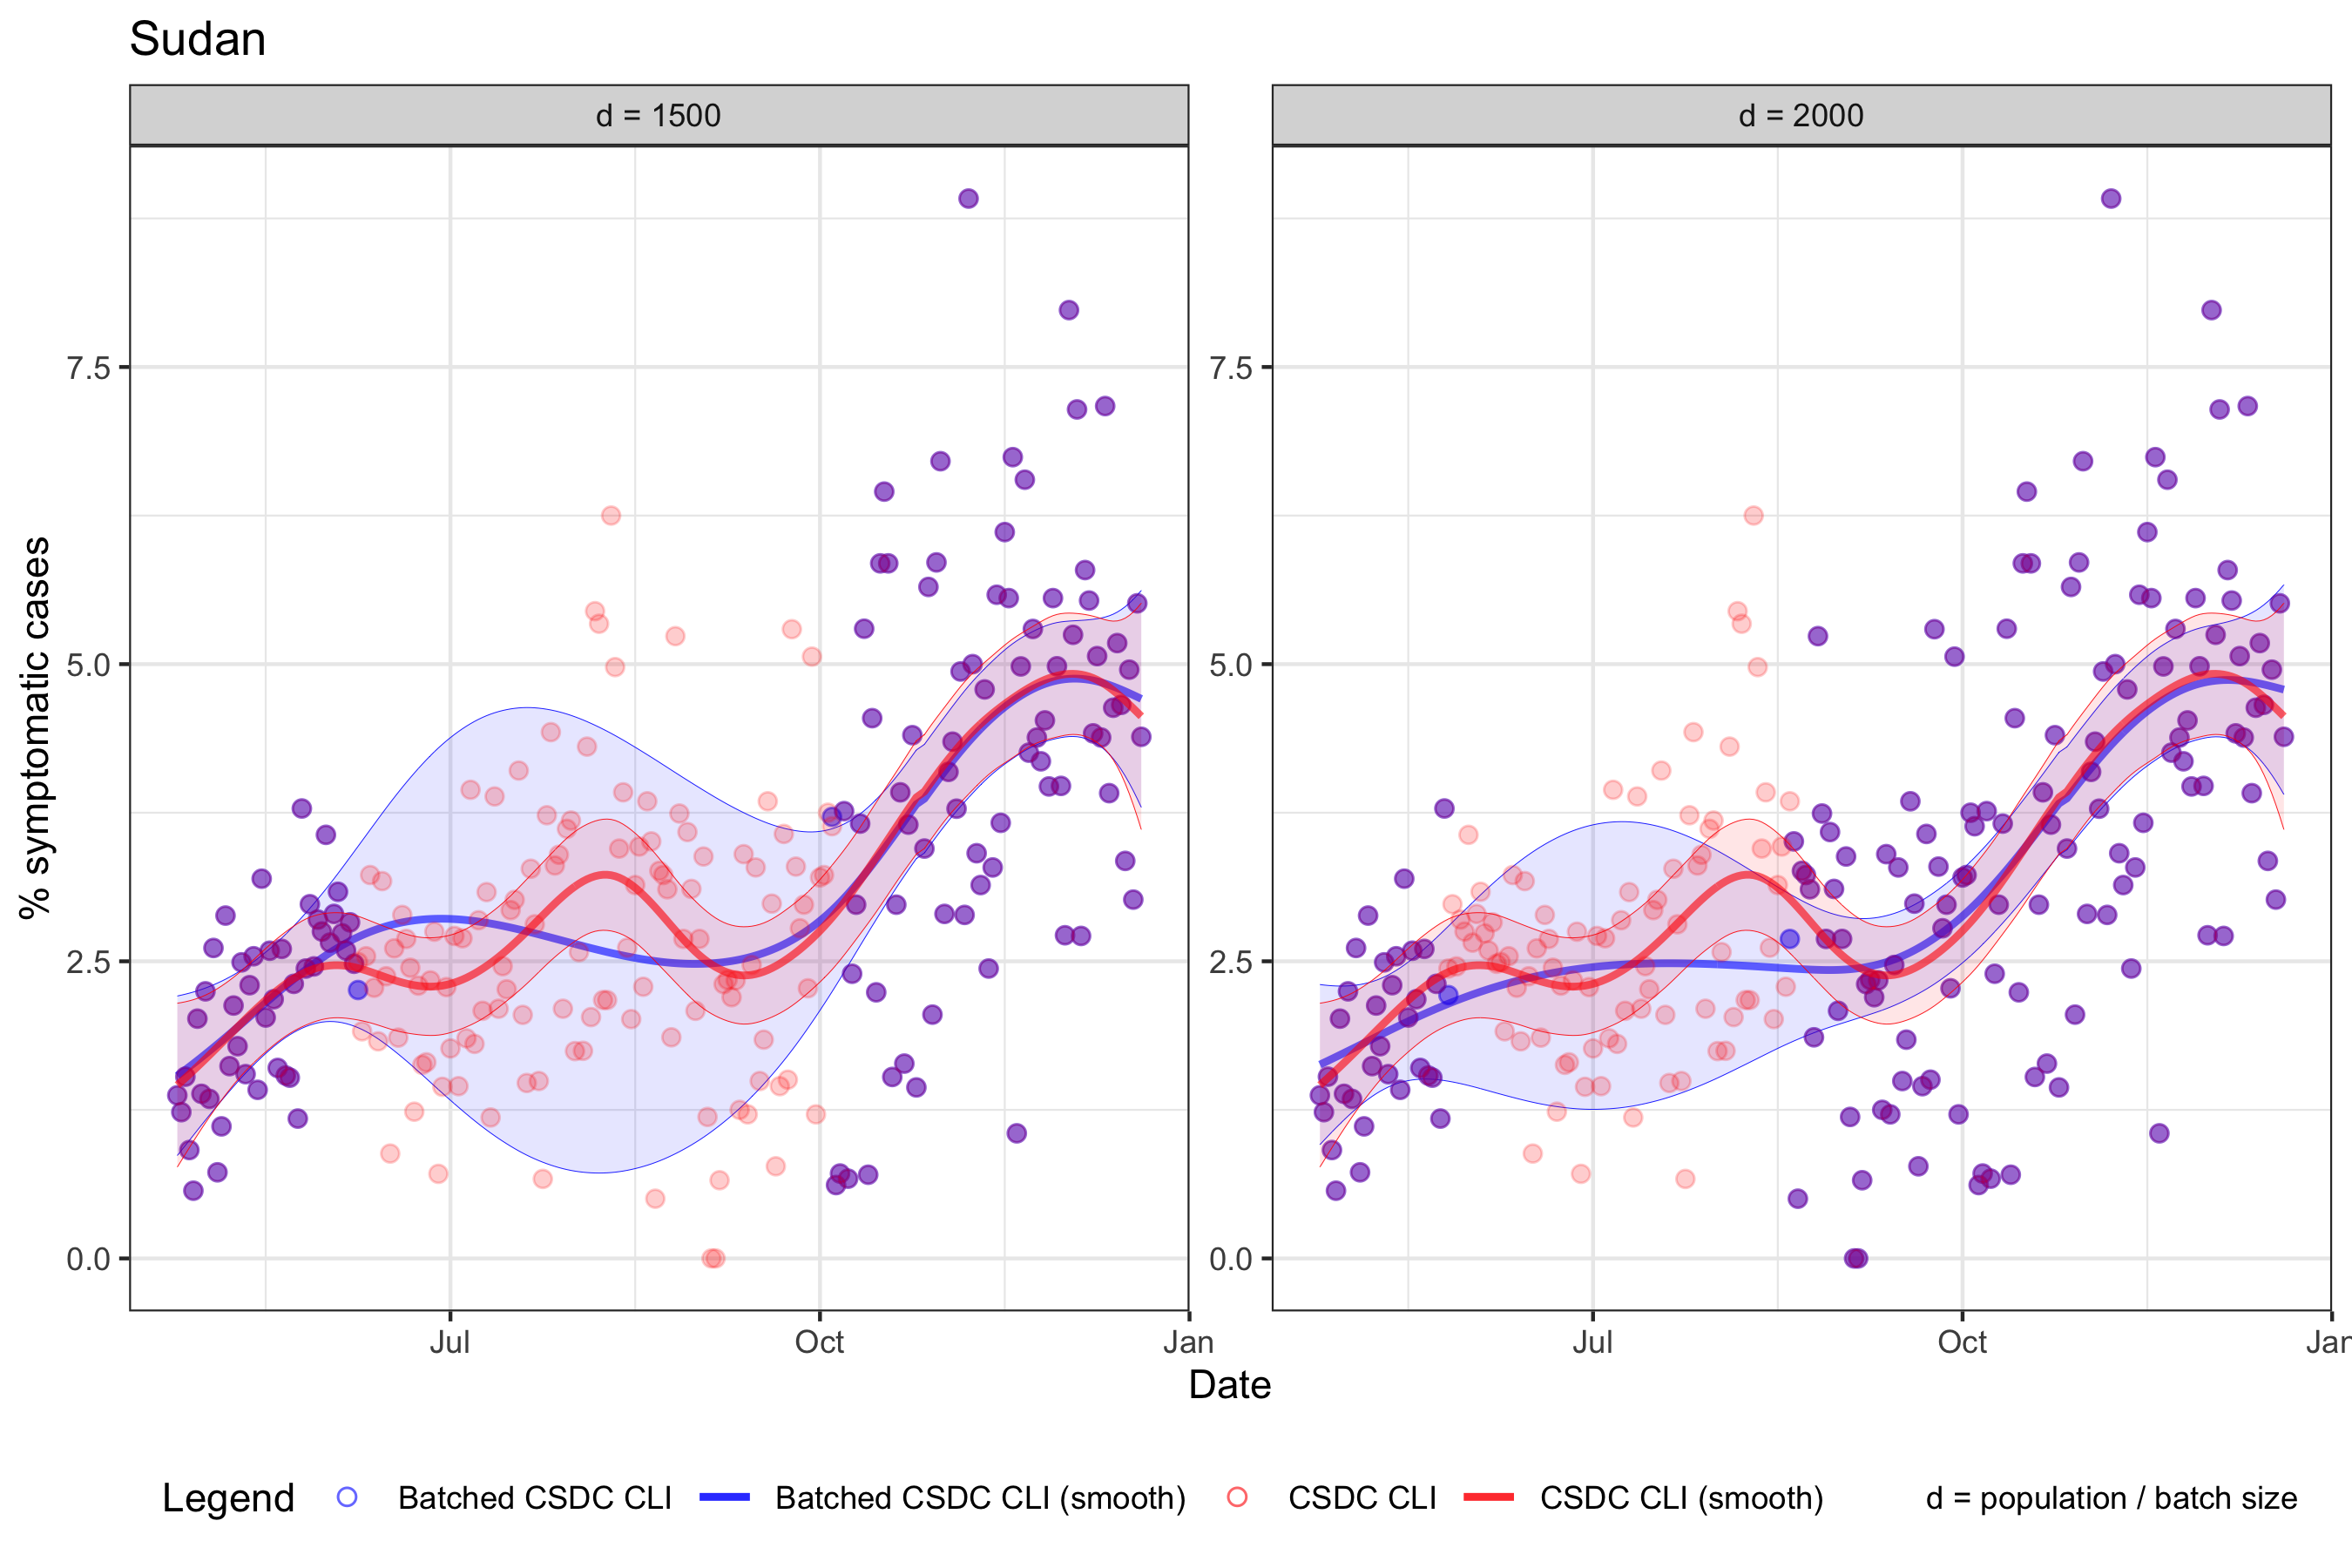 Sudan
d = 1500
d = 2000
% symptomatic cases
7.5
5.0
2.5
0.0
7.5
5.0
2.5
0.0
Jul
Oct
Jan
Jul
Oct
Jan
Date
Legend
Batched CSDC CLI
Batched CSDC CLI (smooth)
CSDC CLI
CSDC CLI (smooth)
d = population / batch size